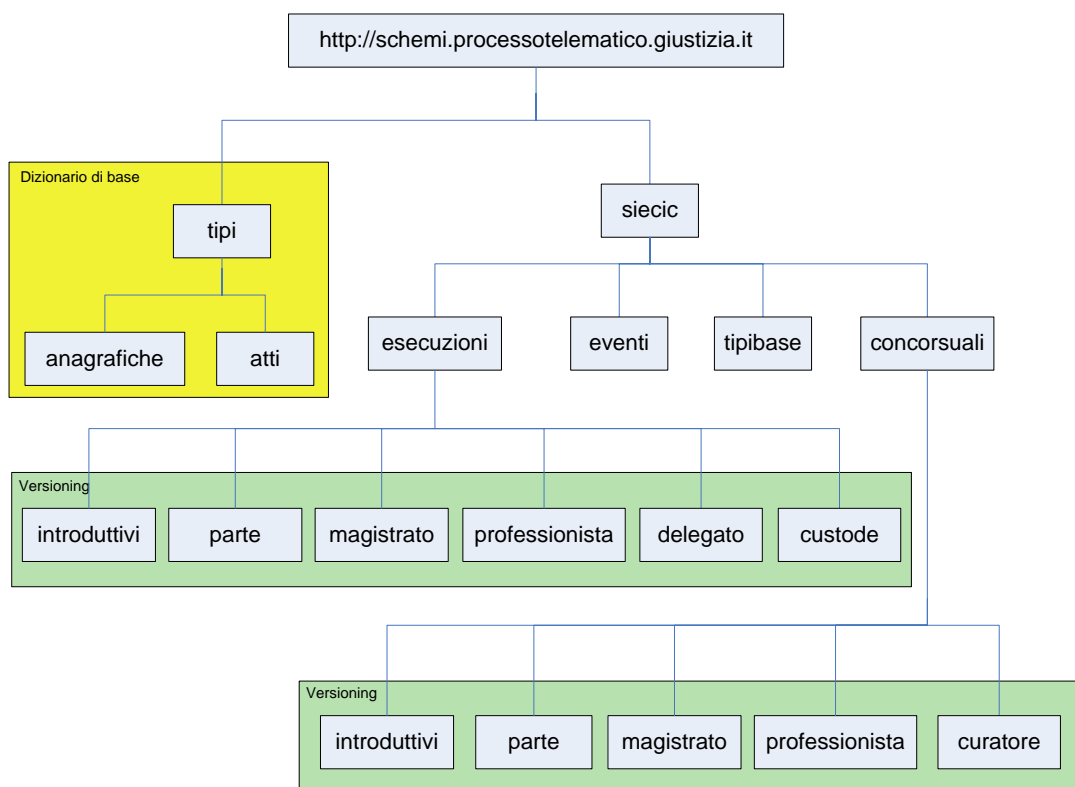 http://schemi.processotelematico.giustizia.it
Dizionario di base
tipi
siecic
anagrafiche
atti
esecuzioni
eventi
tipibase
concorsuali
Versioning
introduttivi
parte
magistrato
professionista
delegato
custode
Versioning
introduttivi
parte
magistrato
professionista
curatore